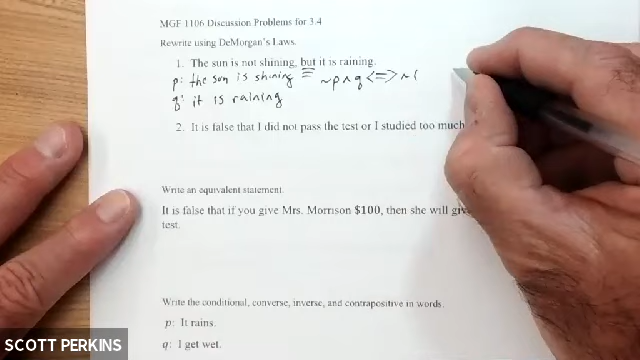 MGF 1106 Discussion Problems for 3.4
Rewrite using DeMorgan's Laws.
1. The sun is not shining, but it is raining.
p: the sun is shining ≡ ~p ∧ q <=> ~(
q: it is raining
2. It is false that I did not pass the test or I studied too much
Write an equivalent statement.
It is false that if you give Mrs. Morrison $100, then she will
test.
Write the conditional, converse, inverse, and contrapositive in words.
p: It rains.
q: I get wet.
SCOTT PERKINS